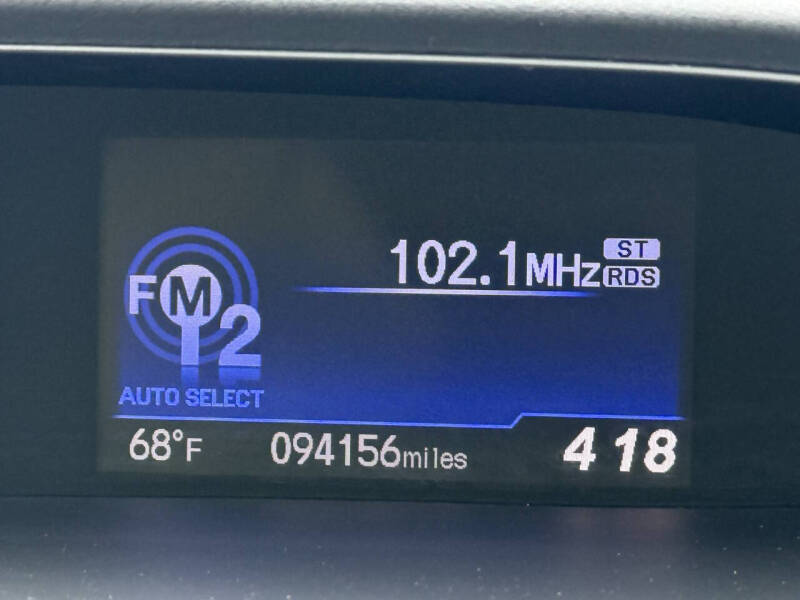 102.1MHz ST
RDS
FM
2
AUTO SELECT
68°F 094156miles 4 18